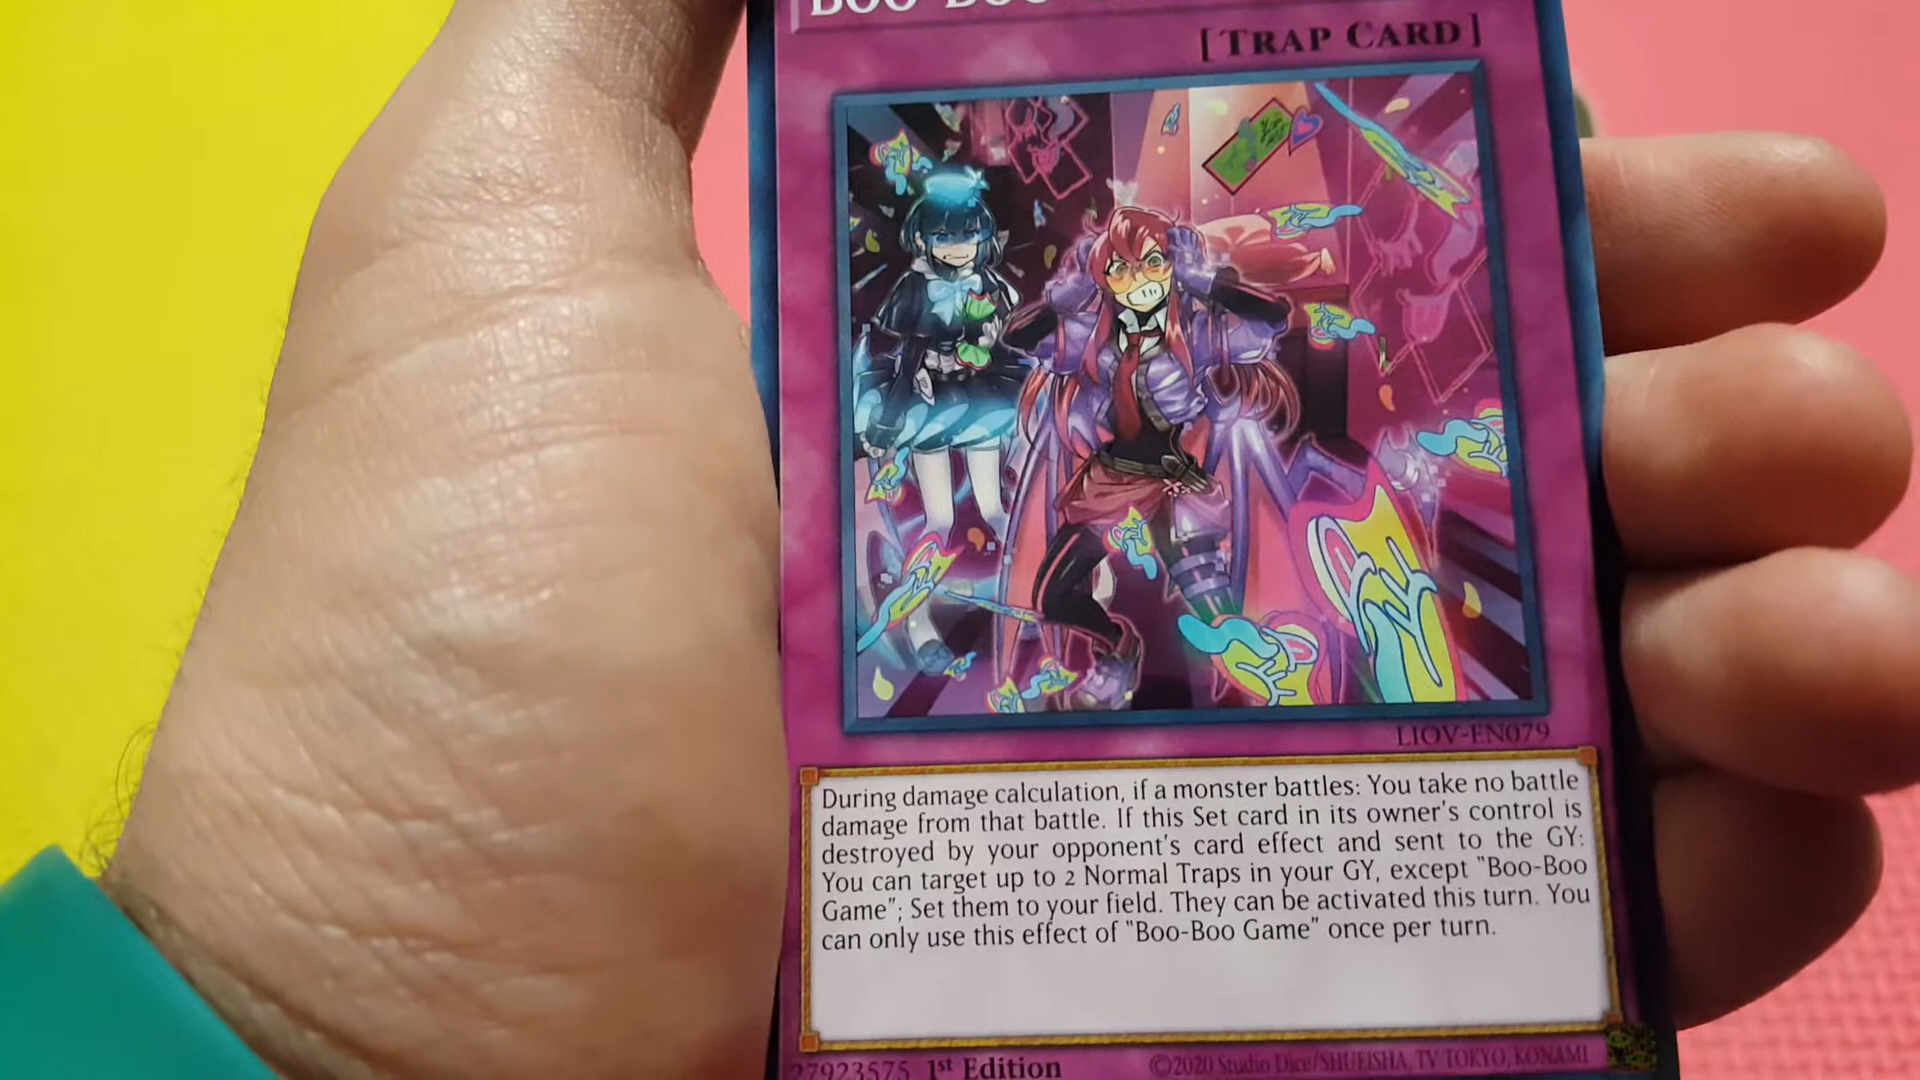 BOO-BOO
[TRAP CARD]
LIOV-EN079
During damage calculation, if a monster battles: You take no battle
damage from that battle. If this Set card in its owner's control is
destroyed by your opponent's card effect and sent to the GY:
You can target up to 2 Normal Traps in your GY, except "Boo-Boo
Game"; Set them to your field. They can be activated this turn. You
can only use this effect of "Boo-Boo Game" once per turn.
27923575 1st Edition ©2020 Studio Dice/SHUEISHA, TV TOKYO, KONAMI